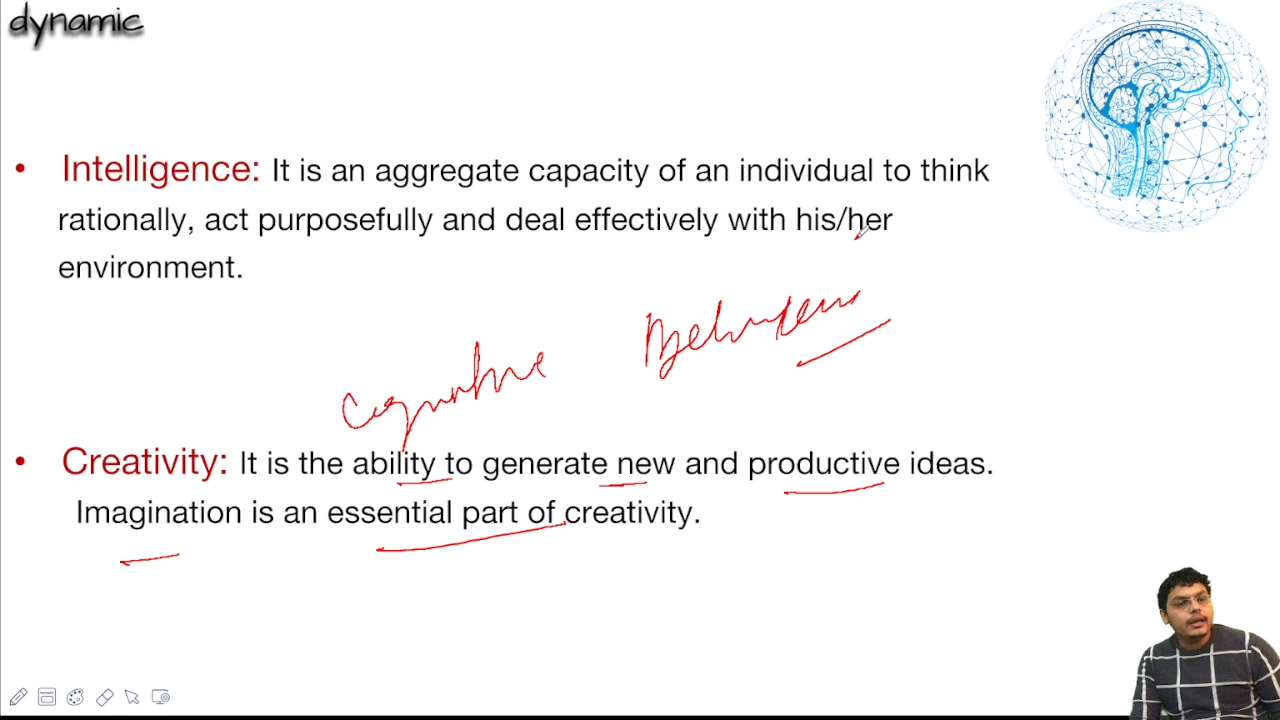 dynamic
• Intelligence: It is an aggregate capacity of an individual to think
rationally, act purposefully and deal effectively with his/her
environment.
Cognitive
• Creativity: It is the ability to generate new and productive ideas.
Imagination is an essential part of creativity.